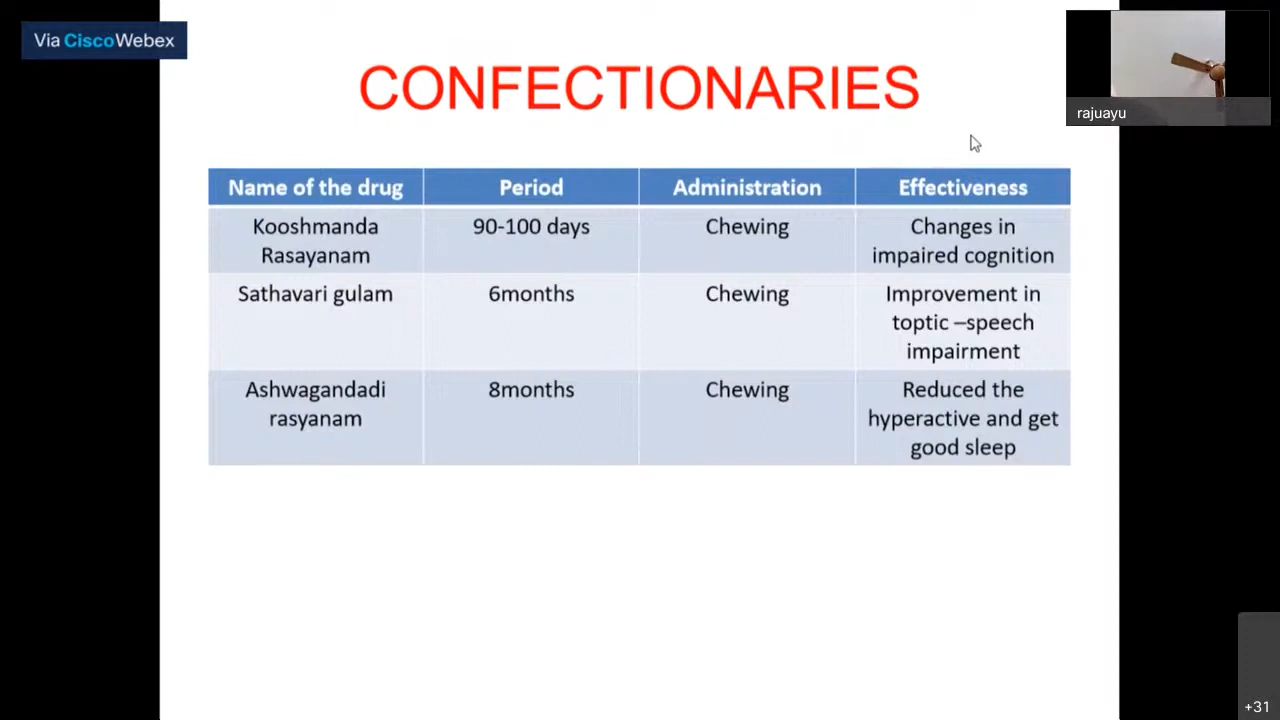 Via CiscoWebex
CONFECTIONARIES
rajuayu
Name of the drug Period Administration Effectiveness
Kooshmanda 90-100 days Chewing Changes in
Rasayanam impaired cognition
Sathavari gulam 6months Chewing Improvement in
toptic –speech
impairment
Ashwagandadi 8months Chewing Reduced the
rasyanam hyperactive and get
good sleep
+31